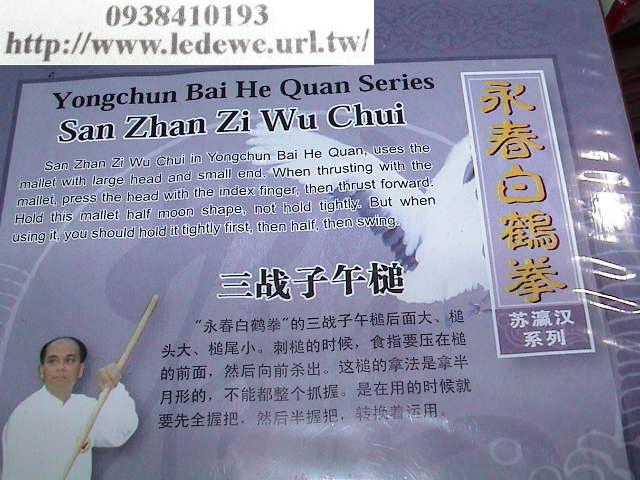 0938410193
http://www.ledewe.url.tw/
Yongchun Bai He Quan Series
San Zhan Zi Wu Chui
San Zhan Zi Wu Chui in Yongchun Bai He Quan, uses the
mallet with large head and small end. When thrusting with the
mallet, press the head with the index finger, then thrust forward.
Hold this mallet half moon shape, not hold tightly. But when
using it, you should hold it tightly first, then half, then swing.
三战子午槌
"永春白鹤拳"的三战子午槌后面大、槌
头大、槌尾小。刺槌的时候，食指要压在槌
的前面，然后向前杀出。这槌的拿法是拿半
月形的，不能都整个抓握。是在用的时候就
要先全握把，然后半握把，转换着运用。
永春白鶴拳
苏瀛汉
系列